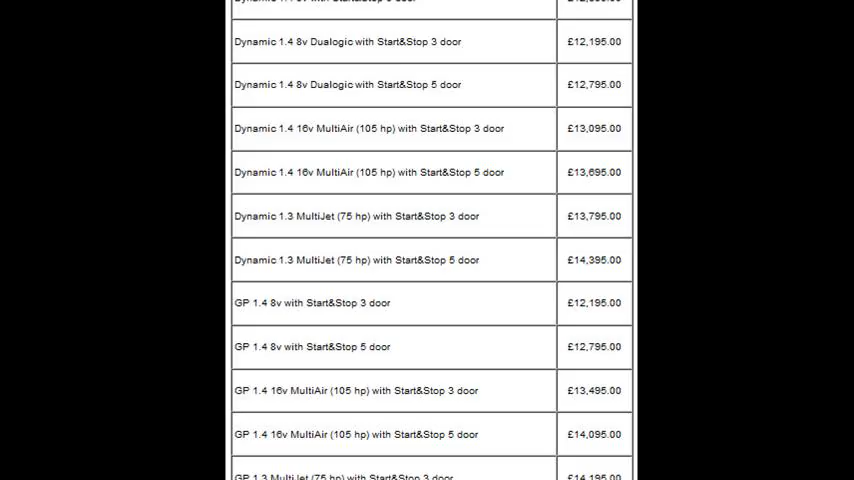 Dynamic 1.4 8v Dualogic with Start&Stop 3 door £12,195.00
Dynamic 1.4 8v Dualogic with Start&Stop 5 door £12,795.00
Dynamic 1.4 16v MultiAir (105 hp) with Start&Stop 3 door £13,095.00
Dynamic 1.4 16v MultiAir (105 hp) with Start&Stop 5 door £13,695.00
Dynamic 1.3 MultiJet (75 hp) with Start&Stop 3 door £13,795.00
Dynamic 1.3 MultiJet (75 hp) with Start&Stop 5 door £14,395.00
GP 1.4 8v with Start&Stop 3 door £12,195.00
GP 1.4 8v with Start&Stop 5 door £12,795.00
GP 1.4 16v MultiAir (105 hp) with Start&Stop 3 door £13,495.00
GP 1.4 16v MultiAir (105 hp) with Start&Stop 5 door £14,095.00
GP 1.3 MultiJet (75 hp) with Start&Stop 3 door £14,195.00